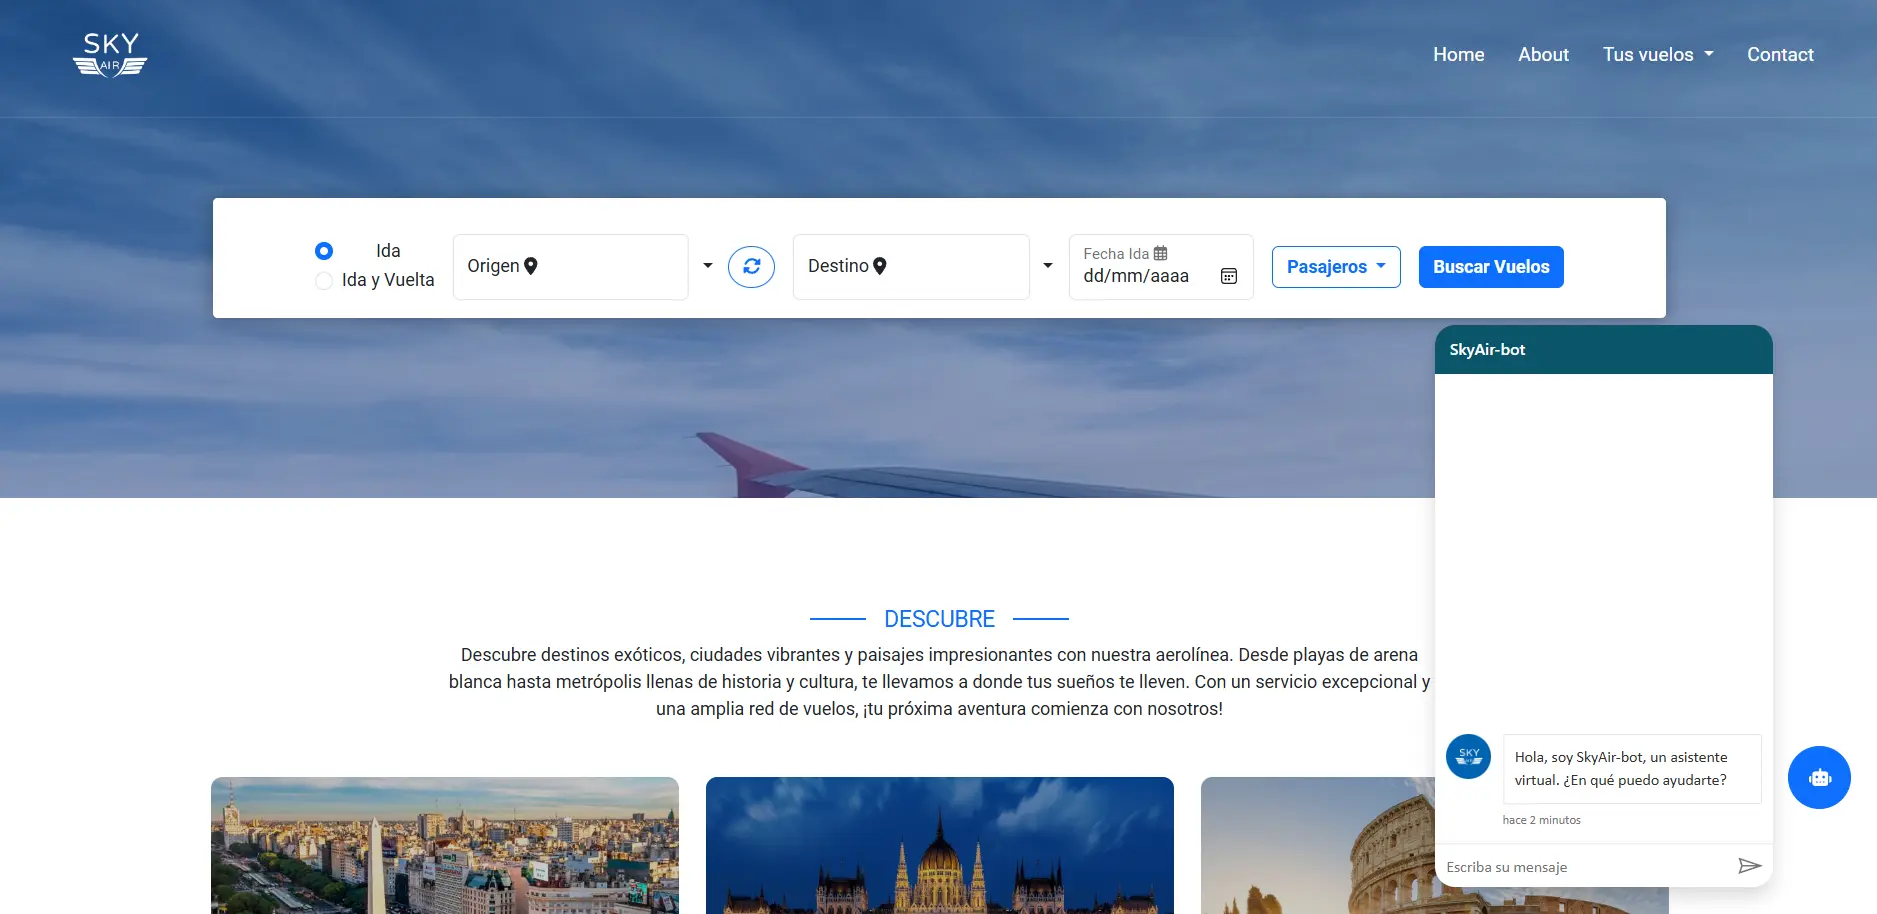 SKY
AIR
Home
About
Tus vuelos
Contact
Ida
Ida y Vuelta
Origen
Destino
Fecha Ida
dd/mm/aaaa
Pasajeros
Buscar Vuelos
DESCUBRE
Descubre destinos exóticos, ciudades vibrantes y paisajes impresionantes con nuestra aerolínea. Desde playas de arena
blanca hasta metrópolis llenas de historia y cultura, te llevamos a donde tus sueños te lleven. Con un servicio excepcional y
una amplia red de vuelos, ¡tu próxima aventura comienza con nosotros!
SkyAir-bot
SKY
Hola, soy SkyAir-bot, un asistente
virtual. ¿En qué puedo ayudarte?
hace 2 minutos
Escriba su mensaje